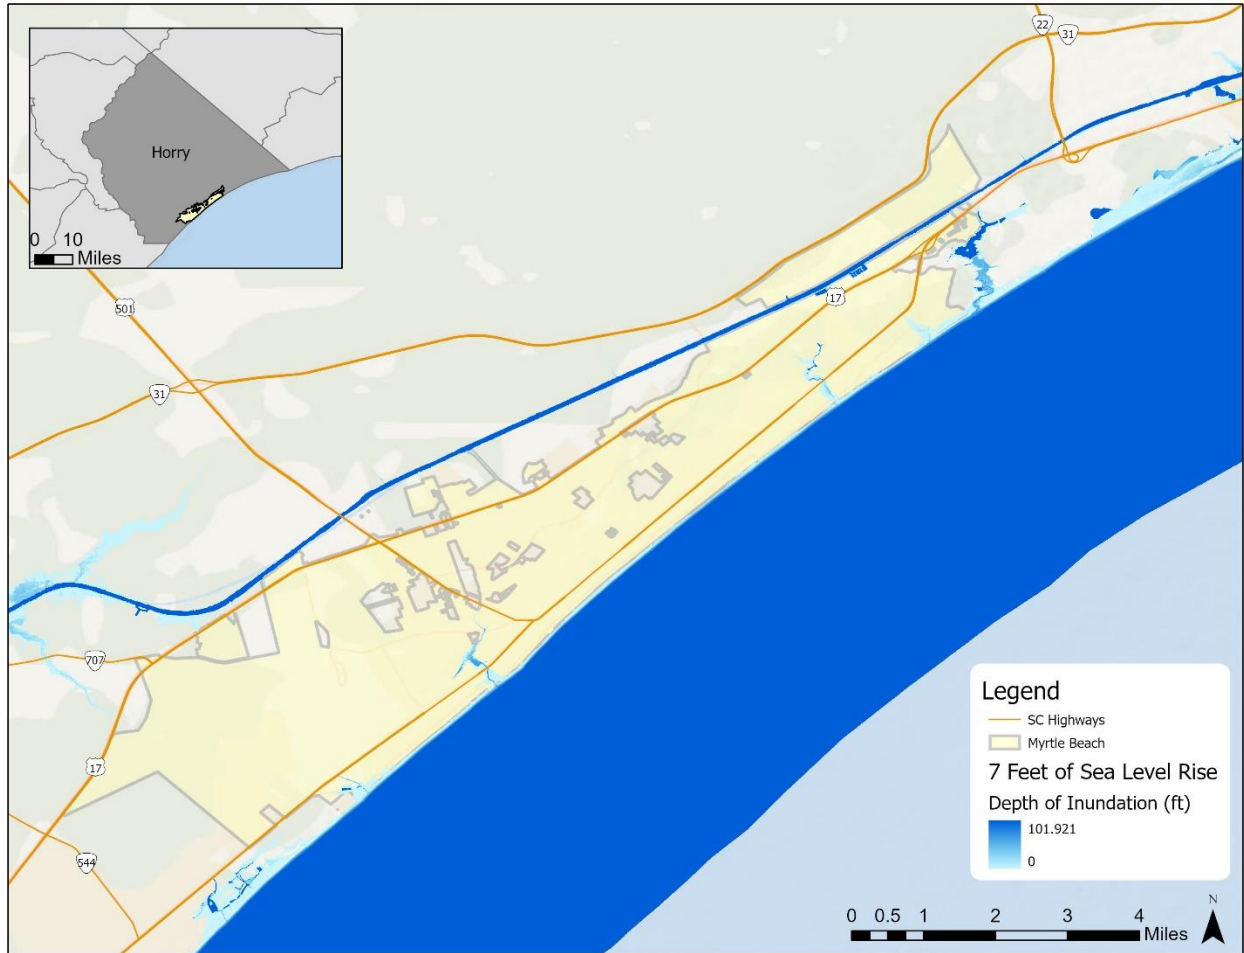 Horry
0 10
Miles
22
31
501
17
31
707
17
544
Legend
SC Highways
Myrtle Beach
7 Feet of Sea Level Rise
Depth of Inundation (ft)
101.921
0
N
0 0.5 1 2 3 4
Miles